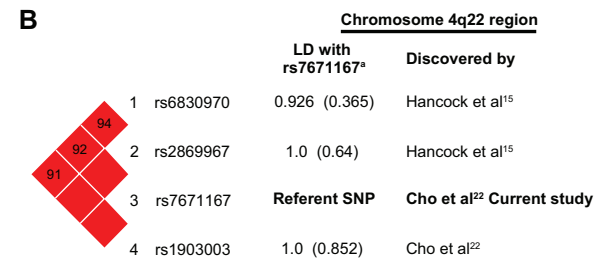 B
Chromosome 4q22 region
LD with
rs7671167ᵃ
Discovered by
1 rs6830970 0.926 (0.365) Hancock et al¹⁵
94
92
2 rs2869967 1.0 (0.64) Hancock et al¹⁵
91
3 rs7671167 Referent SNP Cho et al²² Current study
4 rs1903003 1.0 (0.852) Cho et al²²